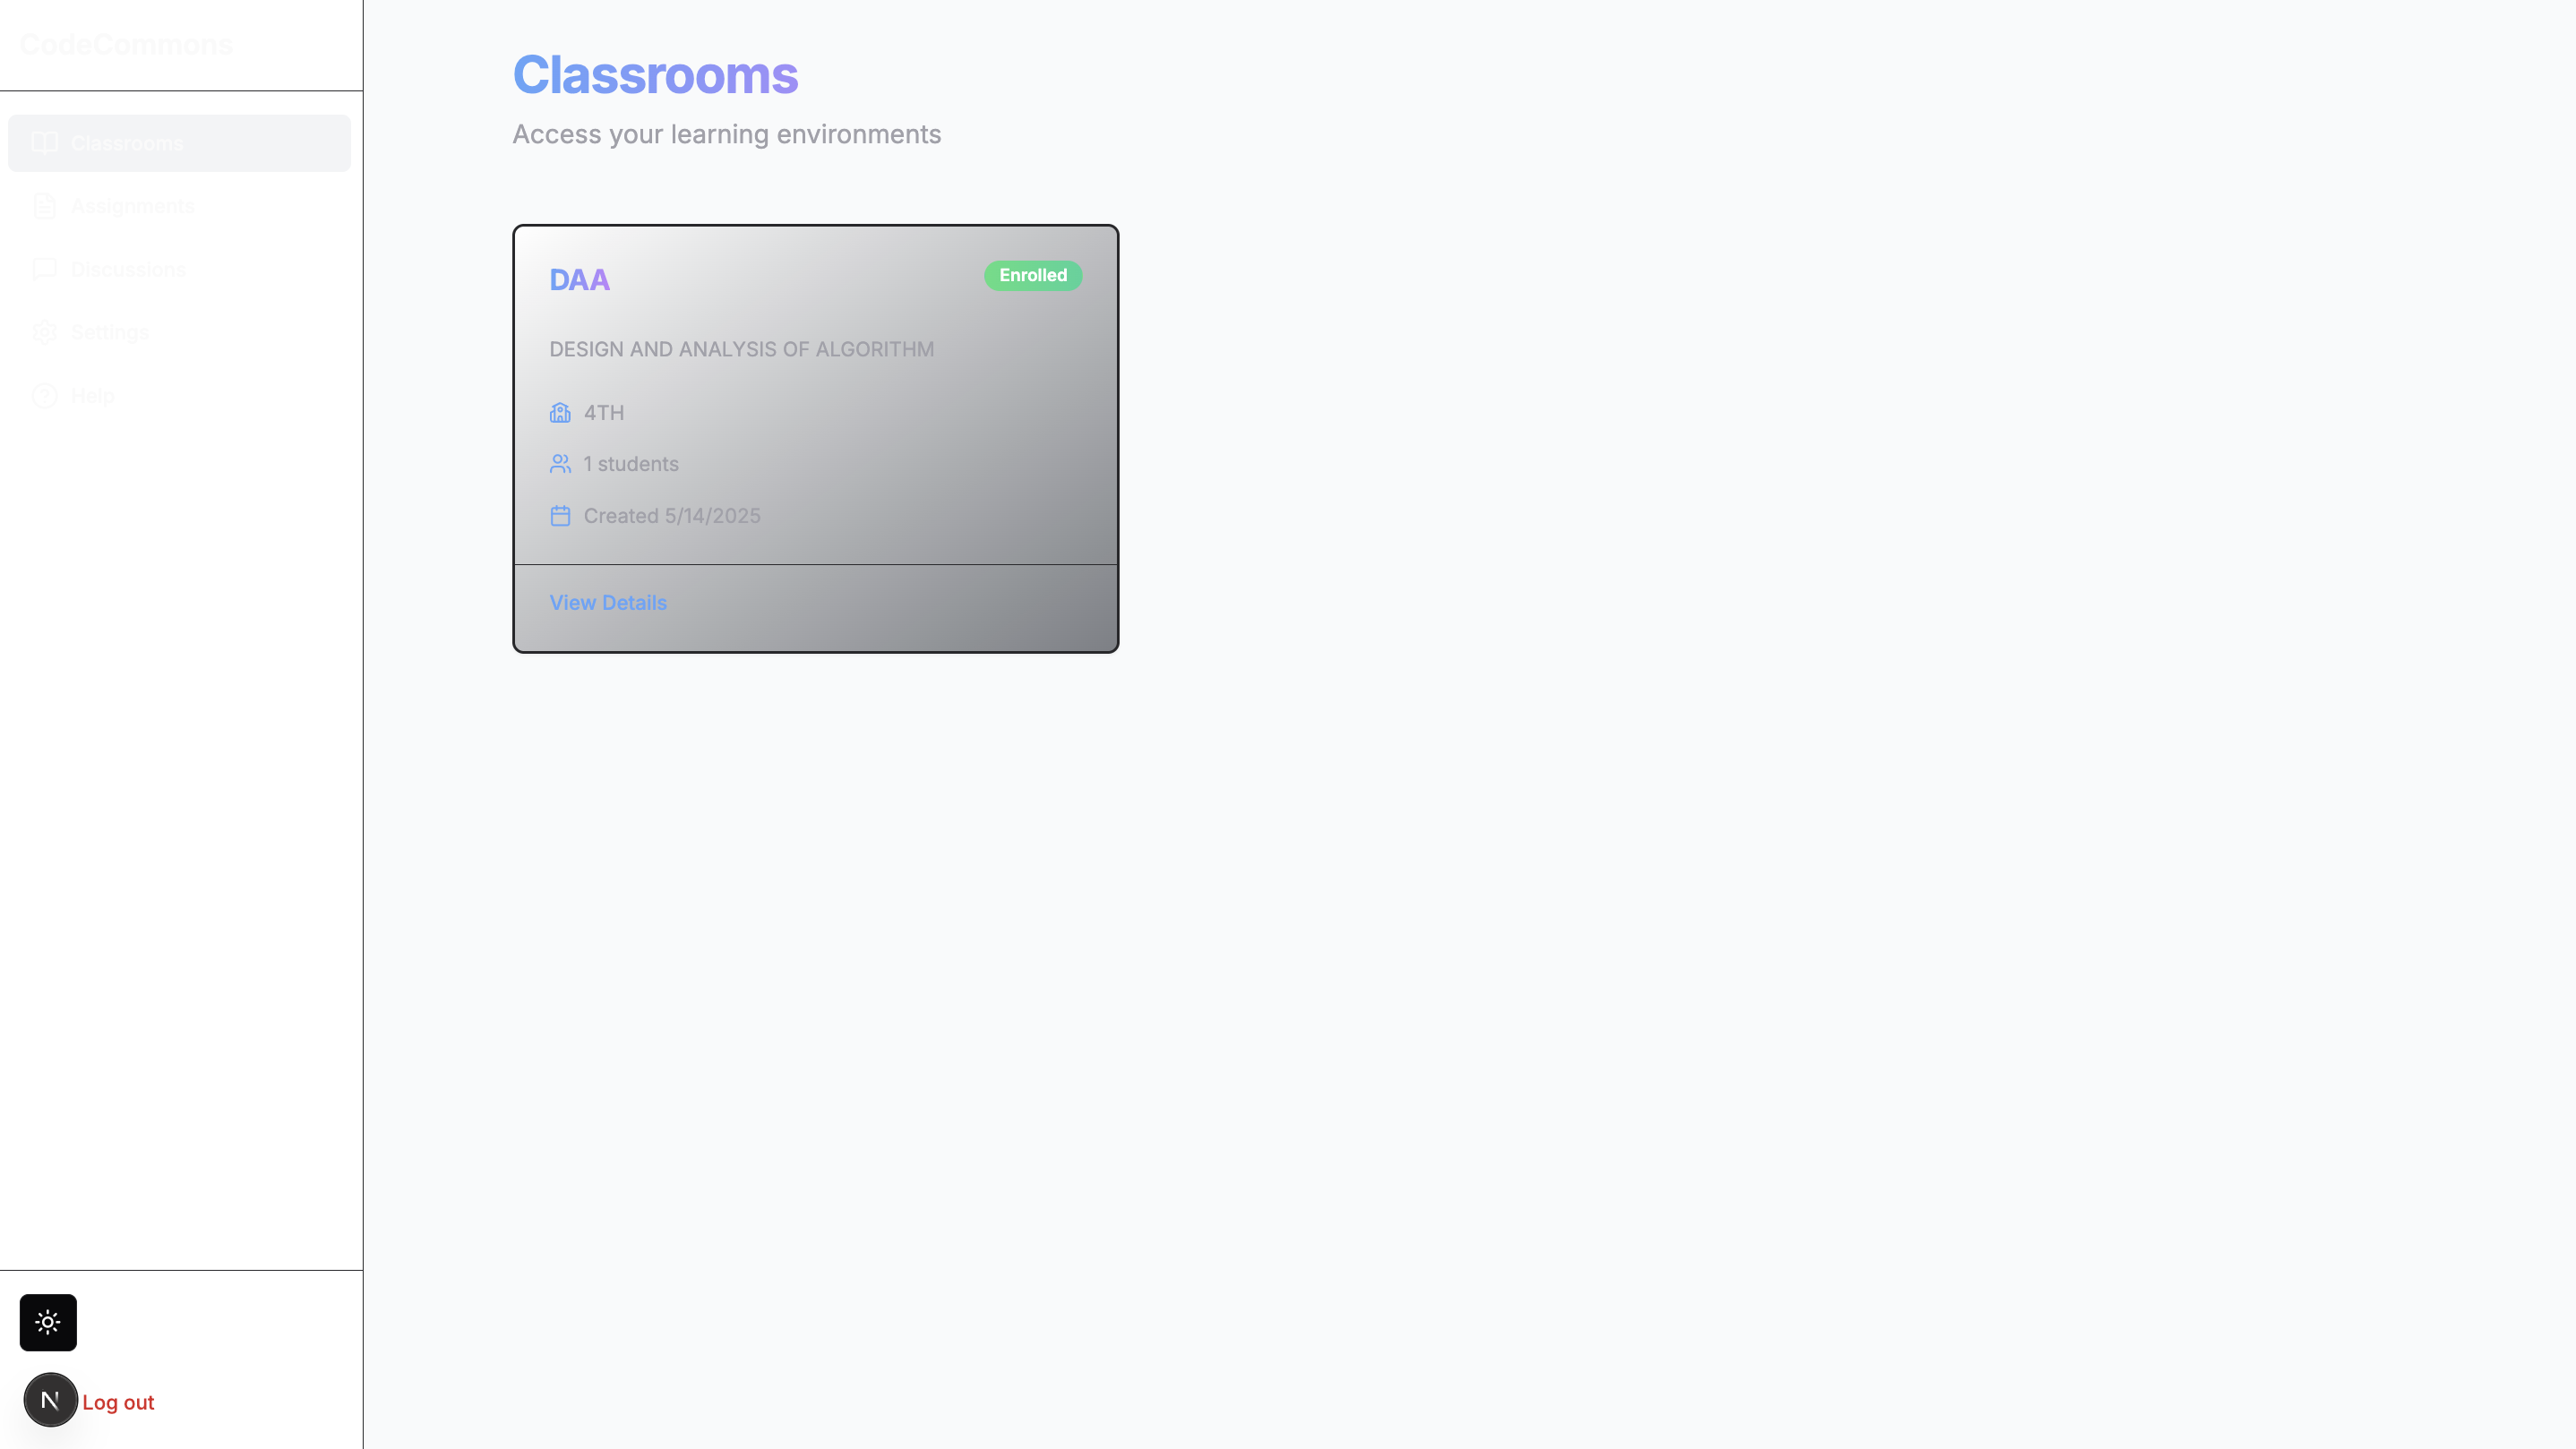 CodeCommons
Classrooms
Assignments
Discussions
Settings
Help
N
Log out
Classrooms
Access your learning environments
DAA
Enrolled
DESIGN AND ANALYSIS OF ALGORITHM
4TH
1 students
Created 5/14/2025
View Details